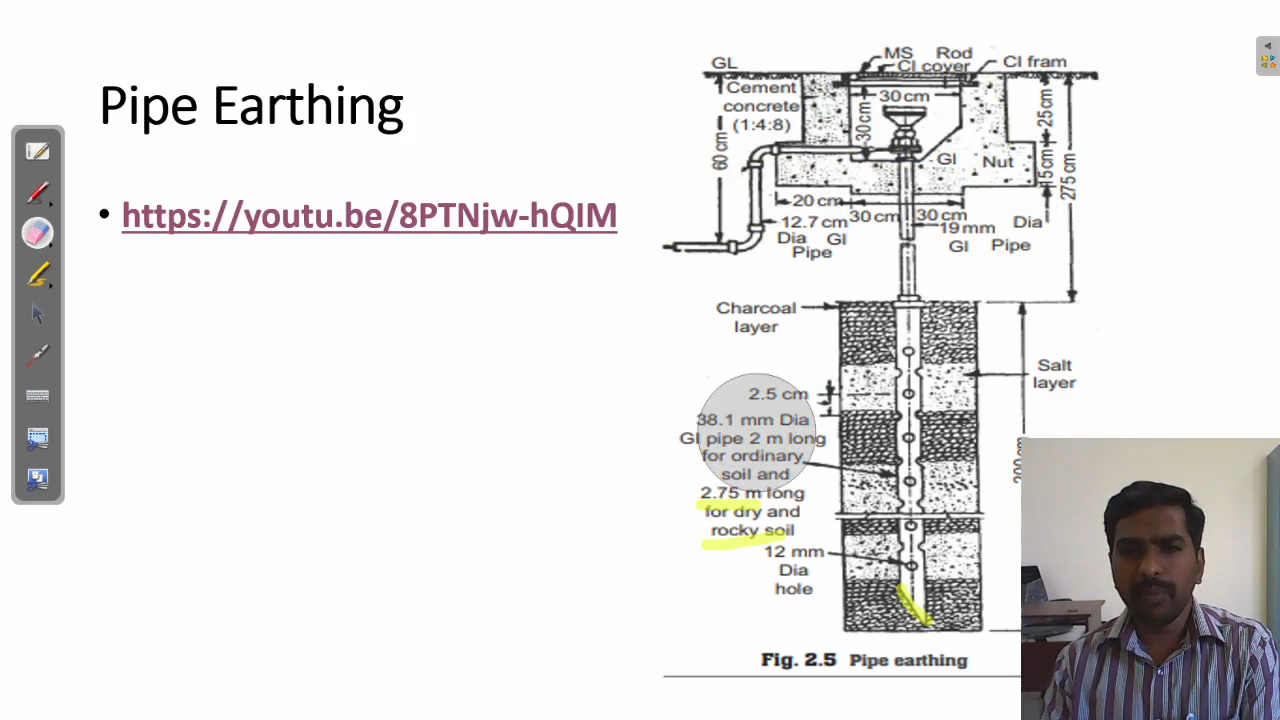 Pipe Earthing
• https://youtu.be/8PTNjw-hQIM
GL
MS Rod
CI cover
CI fram
Cement
concrete
(1:4:8)
30 cm
30 cm
60 cm
25 cm
15 cm
275 cm
GI Nut
20 cm
30 cm
30 cm
12.7 cm
Dia GI
Pipe
19 mm Dia
GI Pipe
Charcoal
layer
Salt
layer
2.5 cm
38.1 mm Dia
GI pipe 2 m long
for ordinary
soil and
2.75 m long
for dry and
rocky soil
12 mm
Dia
hole
Fig. 2.5 Pipe earthing